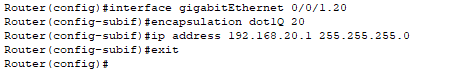 Router(config)#interface gigabitEthernet 0/0/1.20
Router(config-subif)#encapsulation dot1Q 20
Router(config-subif)#ip address 192.168.20.1 255.255.255.0
Router(config-subif)#exit
Router(config)#